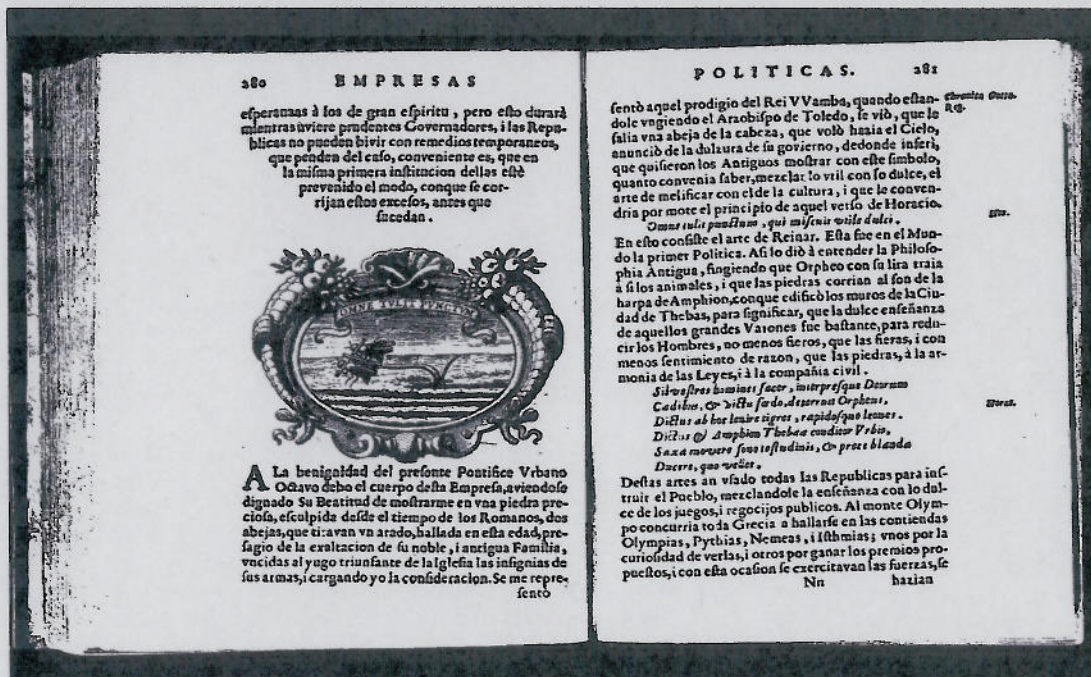 280 EMPRESAS
esperanzas à los de gran espiritu, pero esto durarà
mientras uviere prudentes Governadores, i las Repu-
blicas no pueden bivir con remedios temporaneos,
que penden del caso, conveniente es, que en
la misma primera institucion dellas estè
prevenido el modo, conque se cor-
rijan estos excesos, antes que
sucedan.
OMNE TVLIT PVNCTVM
A La benignidad del presente Pontifice Vrbano
Octavo debo el cuerpo desta Empresa, aviendose
dignado Su Beatitud de mostrarme en vna piedra pre-
ciosa, esculpida desde el tiempo de los Romanos, dos
abejas, que tiravan vn arado, hallada en esta edad, pre-
sagio de la exaltacion de su noble, i antigua Familia,
vncidas al yugo triunfante de la Iglesia las insignias de
sus armas, i cargando yo la consideracion. Se me repre-
sentò
POLITICAS. 281
sentò aquel prodigio del Rei VVamba, quando estan-
dole vngiendo el Arzobispo de Toledo, se viò, que le
salia vna abeja de la cabeza, que volò hazia el Cielo,
anunciò de la dulzura de su govierno, dedonde inferi,
que quisieron los Antiguos mostrar con este simbolo,
quanto convenia saber, mezclar lo vtil con lo dulce, el
arte de melificar con el de la cultura, i que le conven-
dria por mote el principio de aquel verso de Horacio.
Omne tulit punctum, qui miscuit vtile dulci.
En esto consiste el arte de Reinar. Esta fue en el Mun-
do la primer Politica. Asi lo diò à entender la Philoso-
phia Antigua, fingiendo que Orpheo con su lira traia
à si los animales, i que las piedras corrian al son de la
harpa de Amphion, conque edificò los muros de la Ciu-
dad de Thebas, para significar, que la dulce enseñanza
de aquellos grandes Varones fue bastante, para redu-
cir los Hombres, no menos fieros, que las fieras, i con
menos sentimiento de razon, que las piedras, à la ar-
monia de las Leyes, i à la compañia civil.
Silvestres homines sacer, interpresque Deorum
Cædibus, & victu fœdo, deterruit Orpheus,
Dictus ab hoc lenire tigres, rapidosque leones.
Dictus & Amphion Thebæ conditor Vrbis,
Saxa movere sono testudinis, & prece blanda
Ducere, quo vellet.
Destas artes an vsado todas las Republicas para ins-
truir el Pueblo, mezclandole la enseñanza con lo dul-
ce de los juegos, i regocijos publicos. Al monte Olym-
po concurria toda Grecia a hallarse en las contiendas
Olympias, Pythias, Nemeas, i Isthmias; vnos por la
curiosidad de verlas, i otros por ganar los premios pro-
puestos, i con esta ocasion se exercitavan las fuerzas, se
Nn hazian
Horat.